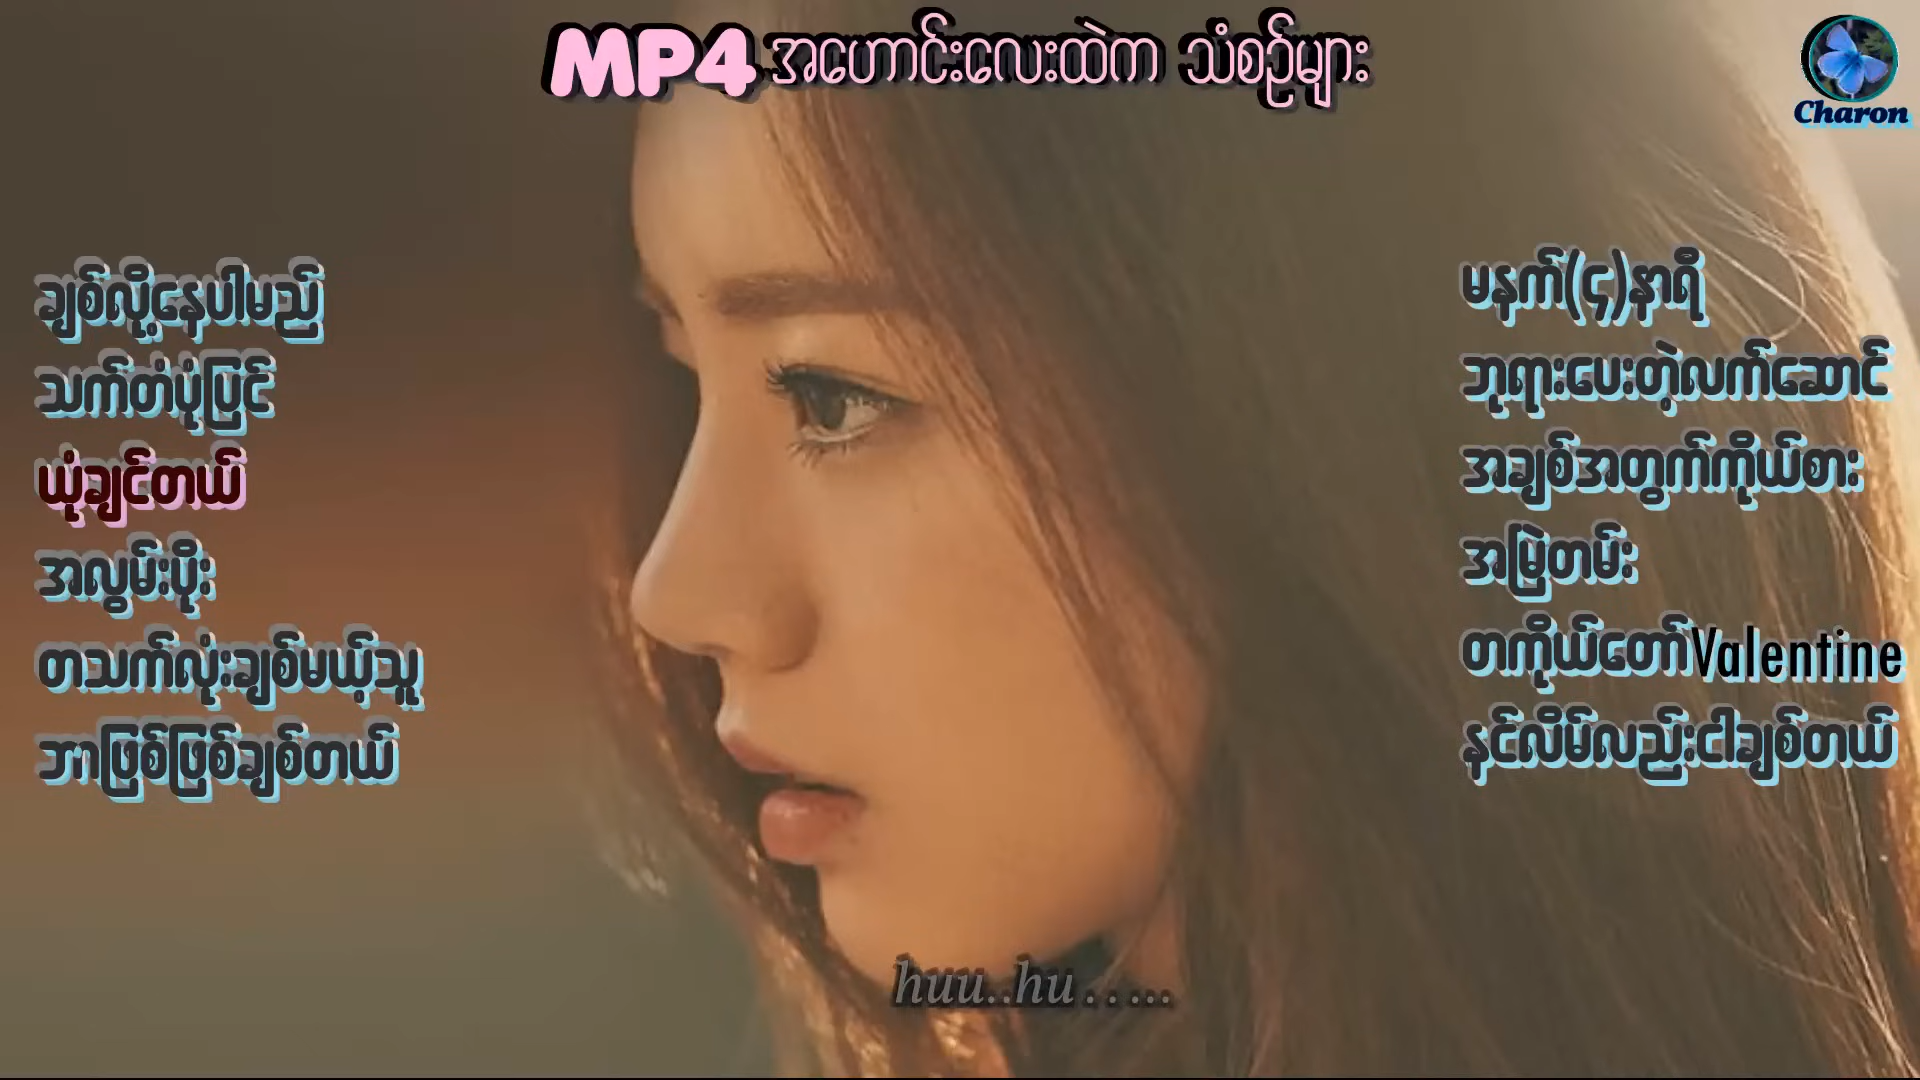 MP4 အဟောင်းလေးထဲက သံစဉ်များ
Charon
ချစ်လို့နေပါမည်
သက်တံပုံပြင်
ယုံချင်တယ်
အလွမ်းပိုး
တသက်လုံးချစ်မယ့်သူ
ဘာဖြစ်ဖြစ်ချစ်တယ်
မနက်(၄)နာရီ
ဘုရားပေးတဲ့လက်ဆောင်
အချစ်အတွက်ကိုယ်စား
အမြဲတမ်း
တကိုယ်တော်Valentine
နင်လိမ်လည်းငါချစ်တယ်
huu..hu.....